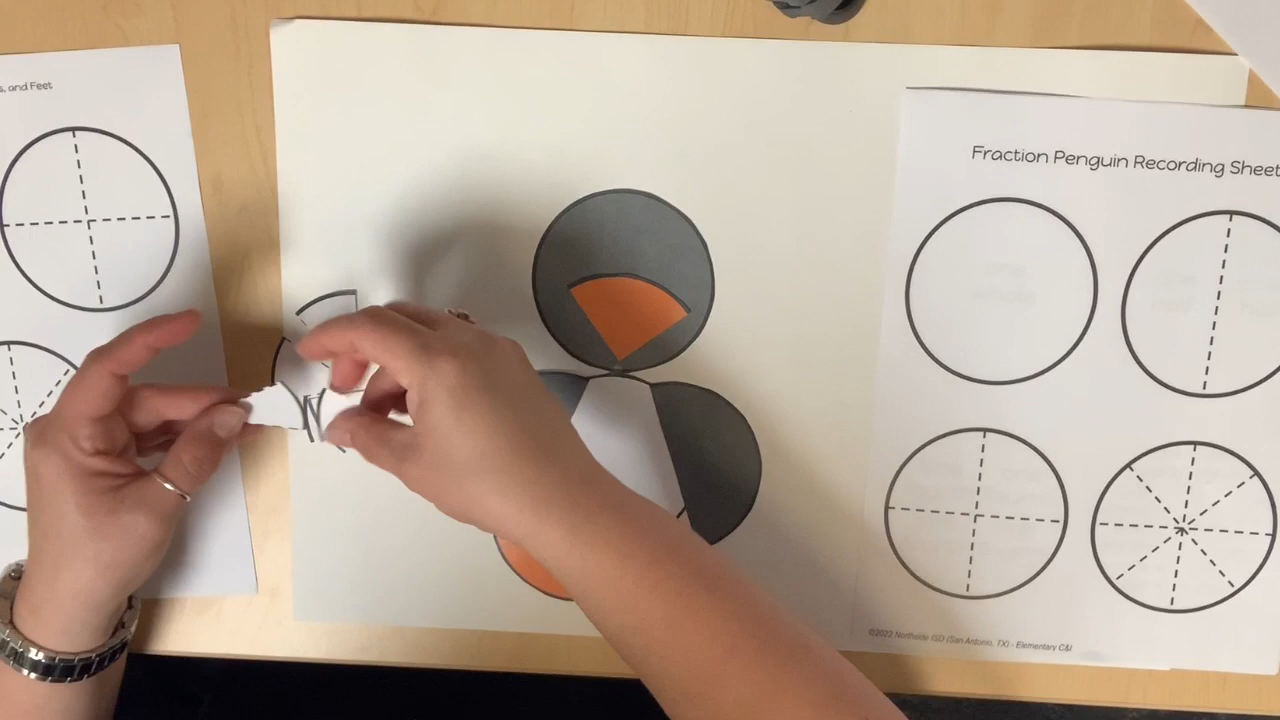 s, and Feet
Fraction Penguin Recording Sheet
©2022 Northside ISD (San Antonio, TX) - Elementary C&I